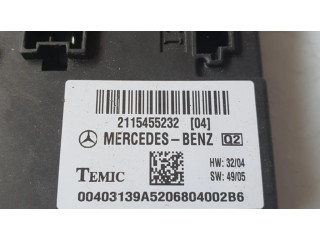 2115455232 [04]
MERCEDES-BENZ Q2
HW: 32/04
TEMIC SW: 49/05
00403139A5206804002B6